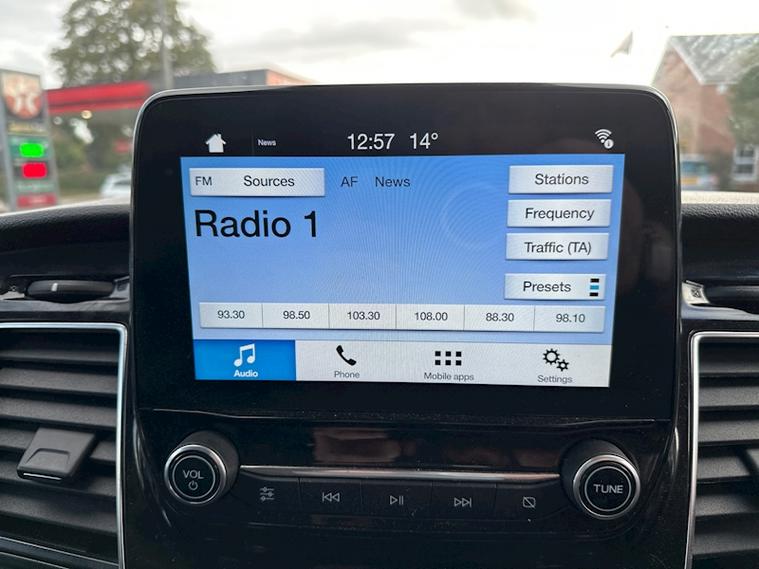 News
12:57 14°
FM Sources AF News
Radio 1
Stations
Frequency
Traffic (TA)
Presets
93.30 98.50 103.30 108.00 88.30 98.10
Audio Phone Mobile apps Settings
VOL
TUNE